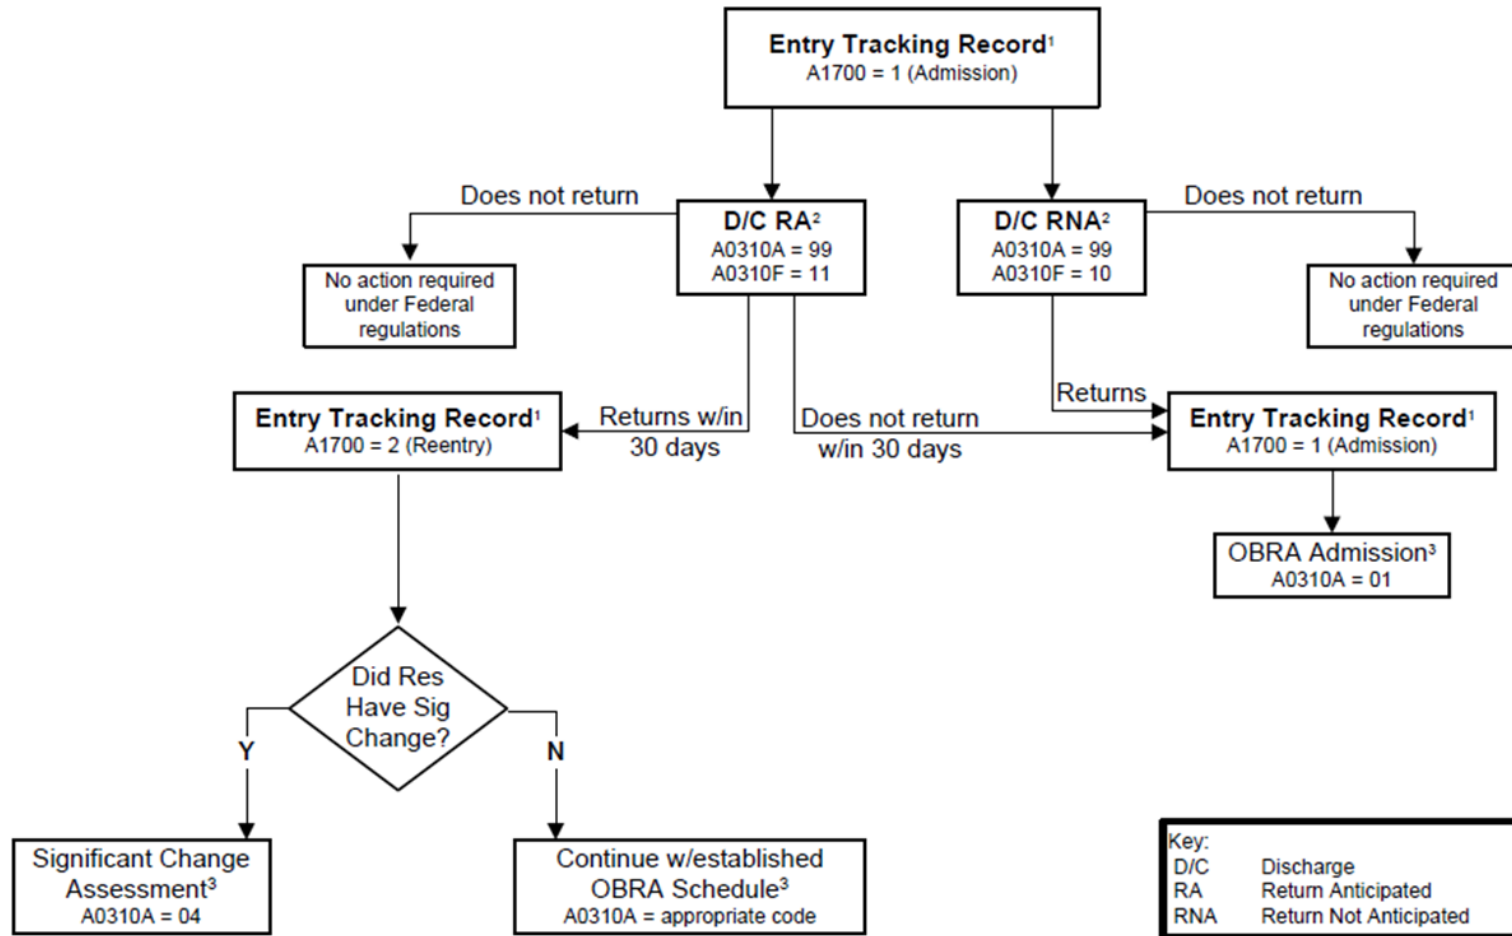 Entry Tracking Record¹
A1700 = 1 (Admission)
Does not return
D/C RA²
A0310A = 99
A0310F = 11
D/C RNA²
A0310A = 99
A0310F = 10
Does not return
No action required
under Federal
regulations
No action required
under Federal
regulations
Entry Tracking Record¹
A1700 = 2 (Reentry)
Returns w/in
30 days
Does not return
w/in 30 days
Returns
Entry Tracking Record¹
A1700 = 1 (Admission)
OBRA Admission³
A0310A = 01
Did Res
Have Sig
Change?
Y
N
Significant Change
Assessment³
A0310A = 04
Continue w/established
OBRA Schedule³
A0310A = appropriate code
Key:
D/C Discharge
RA Return Anticipated
RNA Return Not Anticipated